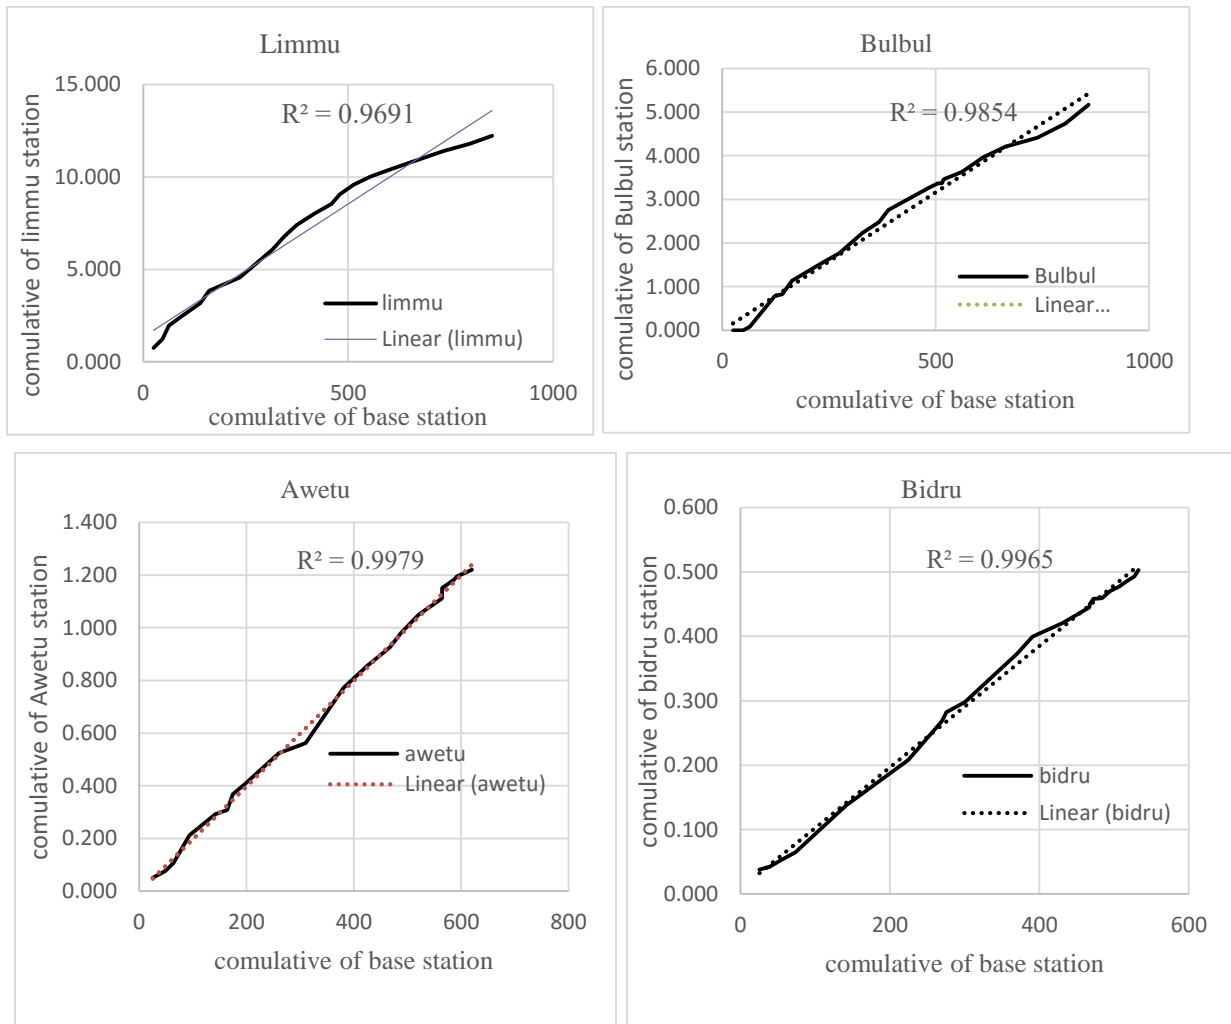 Limmu
R² = 0.9691
comulative of limmu station
15.000
10.000
5.000
0.000
0
500
1000
limmu
Linear (limmu)
comulative of base station
Bulbul
R² = 0.9854
comulative of Bulbul station
6.000
5.000
4.000
3.000
2.000
1.000
0.000
0
500
1000
Bulbul
Linear...
comulative of base station
Awetu
R² = 0.9979
comulative of Awetu station
1.400
1.200
1.000
0.800
0.600
0.400
0.200
0.000
0
200
400
600
800
awetu
Linear (awetu)
comulative of base station
Bidru
R² = 0.9965
comulative of bidru station
0.600
0.500
0.400
0.300
0.200
0.100
0.000
0
200
400
600
bidru
Linear (bidru)
comulative of base station